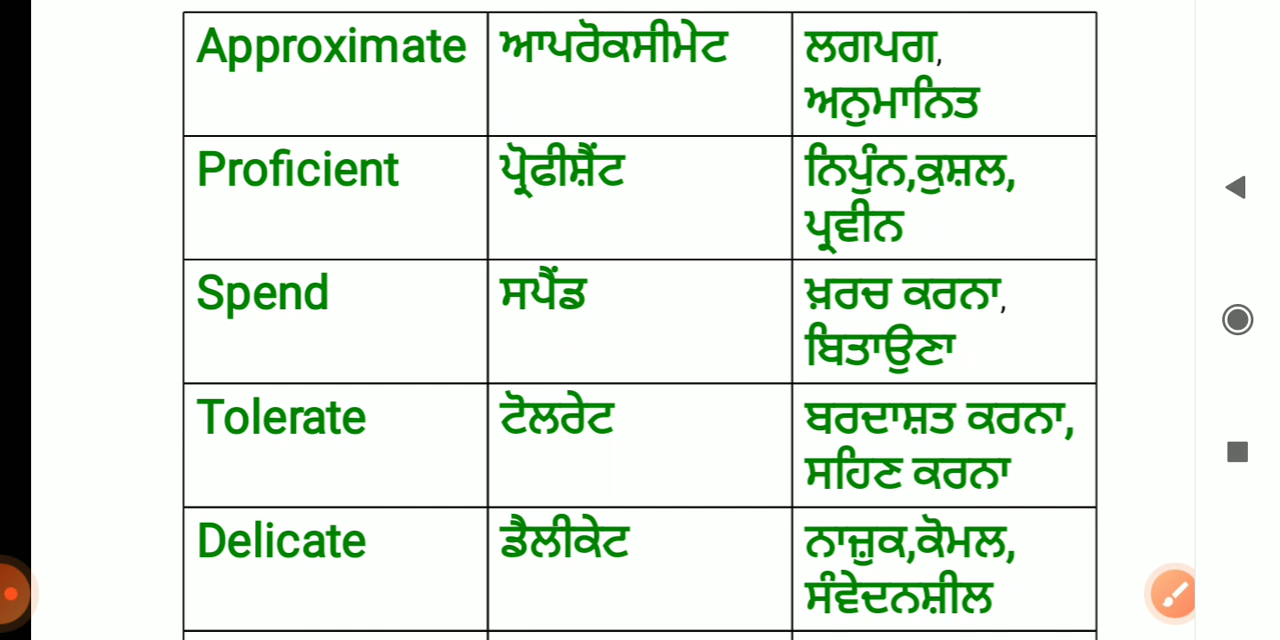 Approximate ਆਪਰੋਕਸੀਮੇਟ ਲਗਪਗ,
ਅਨੁਮਾਨਿਤ
Proficient ਪ੍ਰੋਫੀਸ਼ੈਂਟ ਨਿਪੁੰਨ,ਕੁਸ਼ਲ,
ਪ੍ਰਵੀਨ
Spend ਸਪੈਂਡ ਖ਼ਰਚ ਕਰਨਾ,
ਬਿਤਾਉਣਾ
Tolerate ਟੋਲਰੇਟ ਬਰਦਾਸ਼ਤ ਕਰਨਾ,
ਸਹਿਣ ਕਰਨਾ
Delicate ਡੈਲੀਕੇਟ ਨਾਜ਼ੁਕ,ਕੋਮਲ,
ਸੰਵੇਦਨਸ਼ੀਲ